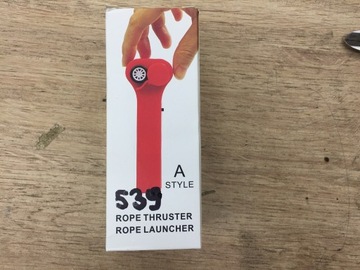 A
STYLE
539
ROPE THRUSTER
ROPE LAUNCHER